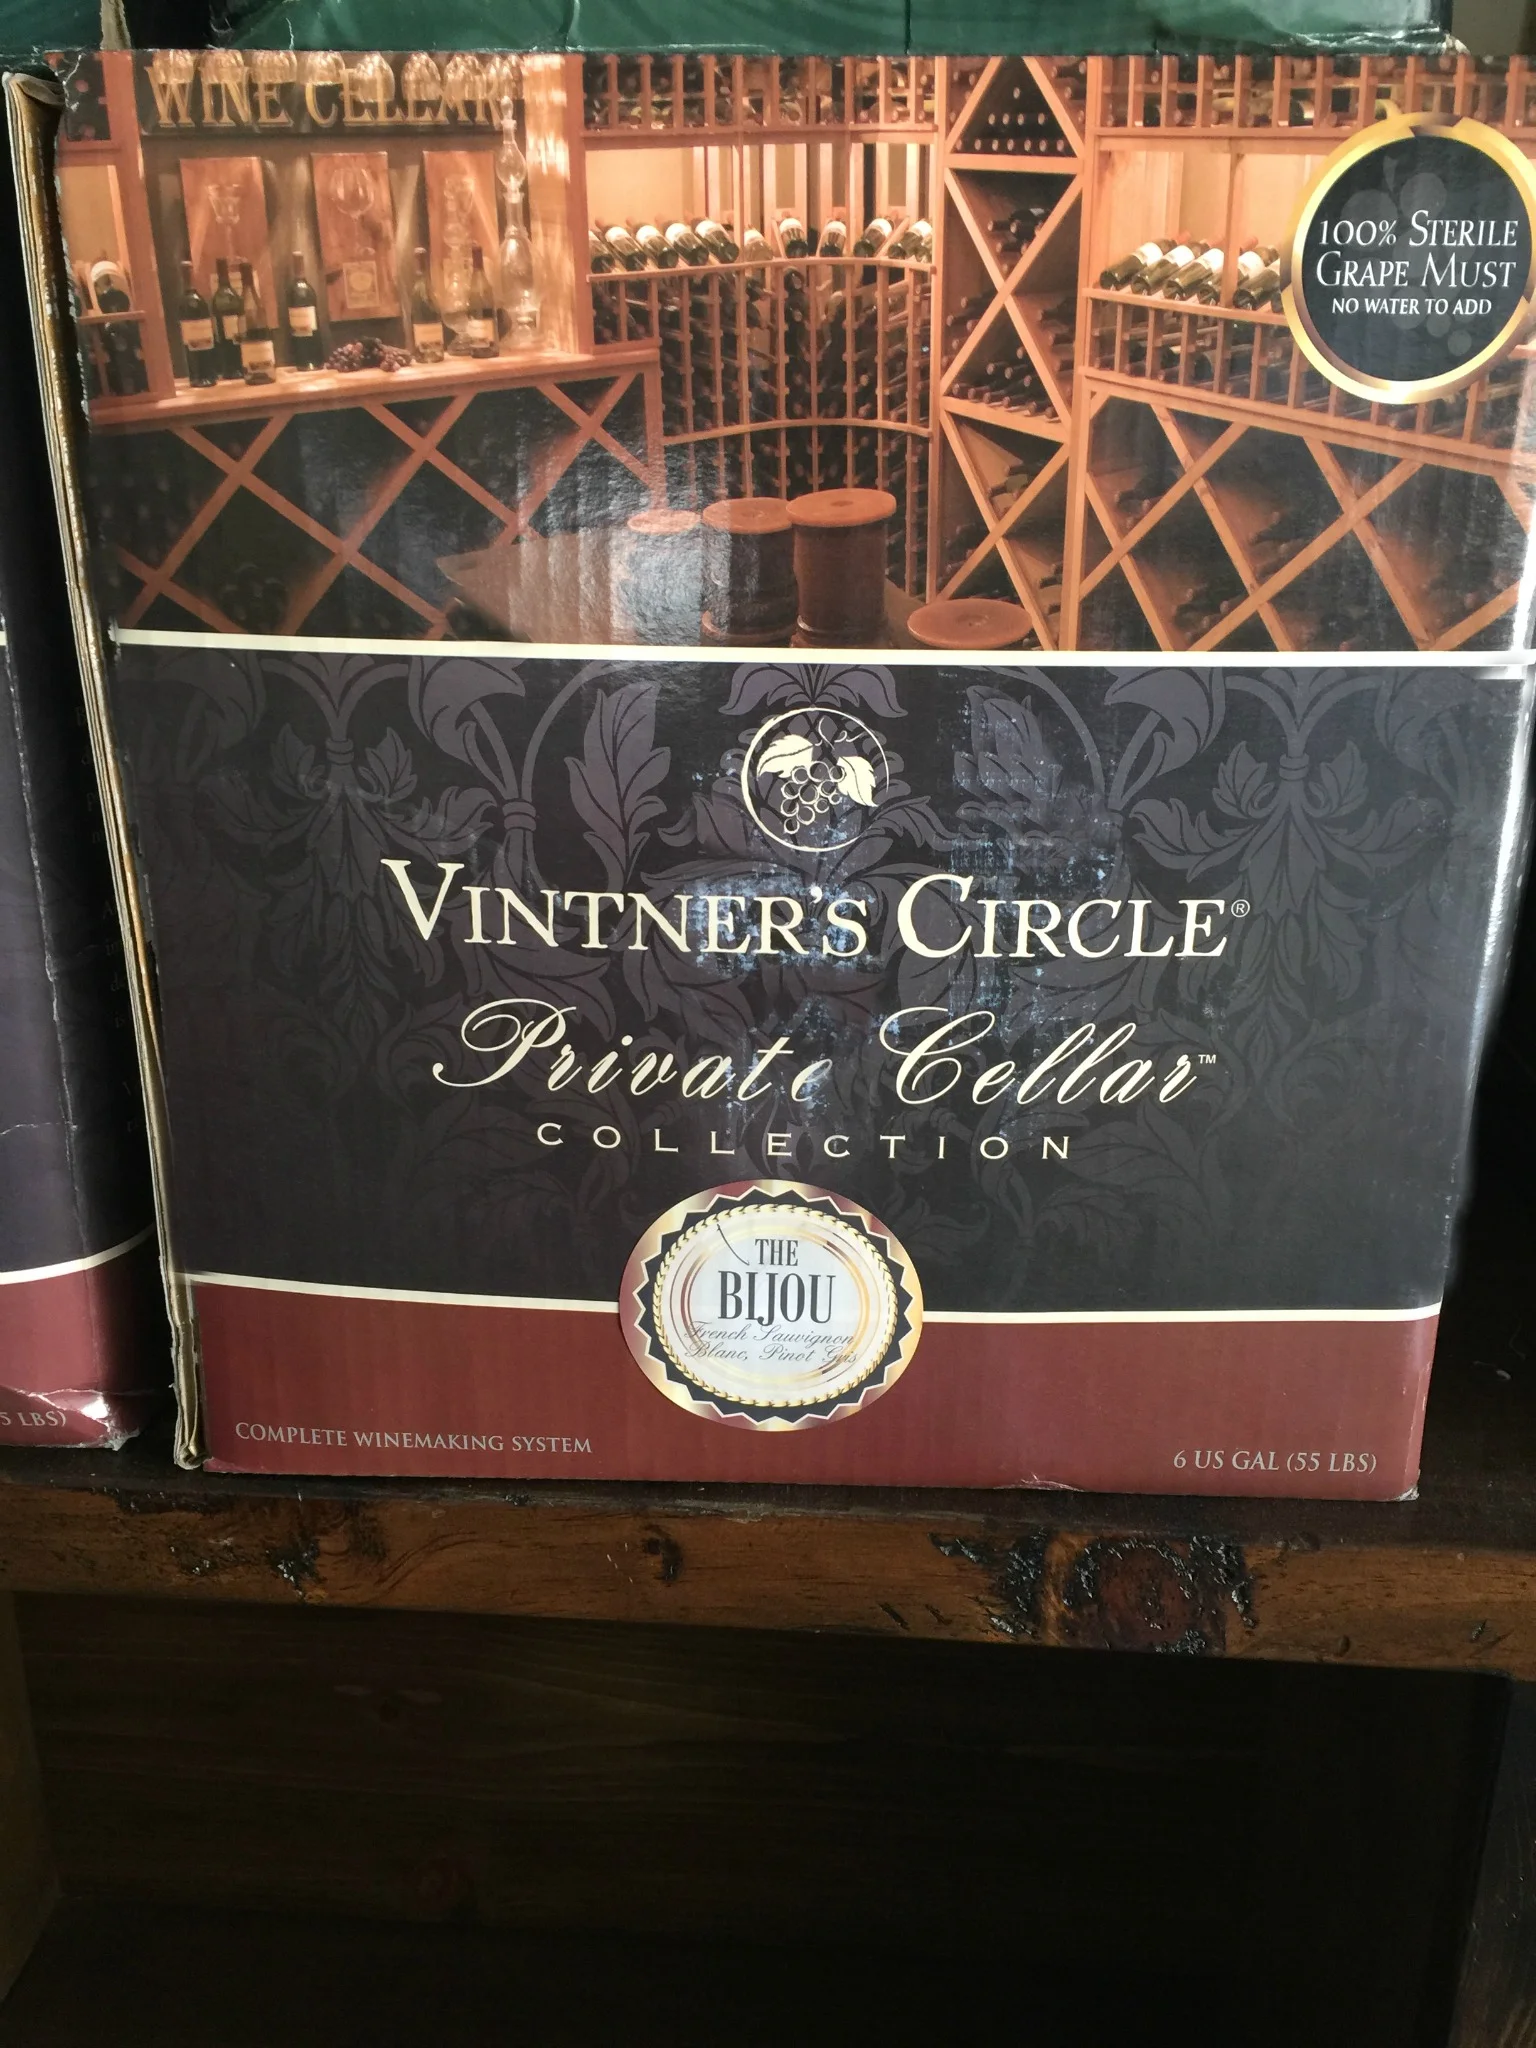 WINE CELLAR
100% STERILE
GRAPE MUST
NO WATER TO ADD
VINTNER'S CIRCLE®
Private Cellar™
COLLECTION
THE
BIJOU
French Sauvignon
Blanc, Pinot Gris
COMPLETE WINEMAKING SYSTEM
6 US GAL (55 LBS)
5 LBS)